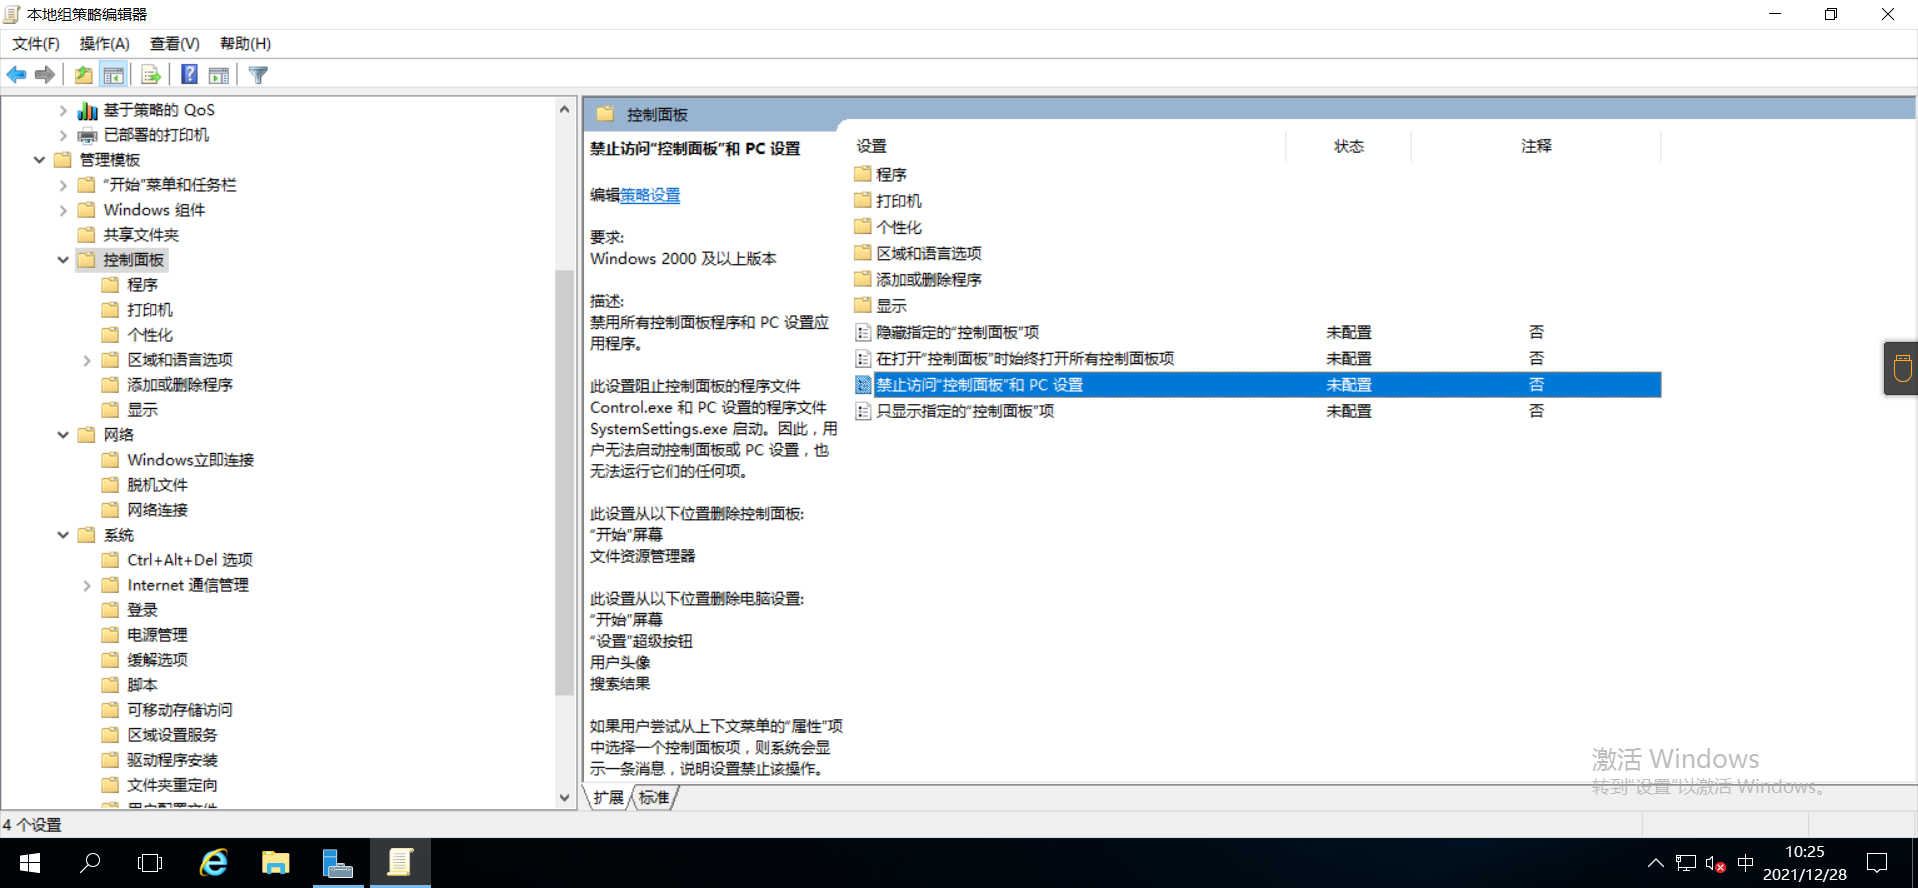 本地组策略编辑器
文件(F) 操作(A) 查看(V) 帮助(H)
基于策略的 QoS
已部署的打印机
管理模板
“开始”菜单和任务栏
Windows 组件
共享文件夹
控制面板
程序
打印机
个性化
区域和语言选项
添加或删除程序
显示
网络
Windows立即连接
脱机文件
网络连接
系统
Ctrl+Alt+Del 选项
Internet 通信管理
登录
电源管理
缓解选项
脚本
可移动存储访问
区域设置服务
驱动程序安装
文件夹重定向
用户配置文件
控制面板
禁止访问“控制面板”和 PC 设置
编辑策略设置
要求:
Windows 2000 及以上版本
描述:
禁用所有控制面板程序和 PC 设置应
用程序。
此设置阻止控制面板的程序文件
Control.exe 和 PC 设置的程序文件
SystemSettings.exe 启动。因此，用
户无法启动控制面板或 PC 设置，也
无法运行它们的任何项。
此设置从以下位置删除控制面板:
“开始”屏幕
文件资源管理器
此设置从以下位置删除电脑设置:
“开始”屏幕
“设置”超级按钮
用户头像
搜索结果
如果用户尝试从上下文菜单的“属性”项
中选择一个控制面板项，则系统会显
示一条消息，说明设置禁止该操作。
设置 状态 注释
程序
打印机
个性化
区域和语言选项
添加或删除程序
显示
隐藏指定的“控制面板”项 未配置 否
在打开“控制面板”时始终打开所有控制面板项 未配置 否
禁止访问“控制面板”和 PC 设置 未配置 否
只显示指定的“控制面板”项 未配置 否
扩展 标准
激活 Windows
转到“设置”以激活 Windows。
4 个设置
中
10:25
2021/12/28